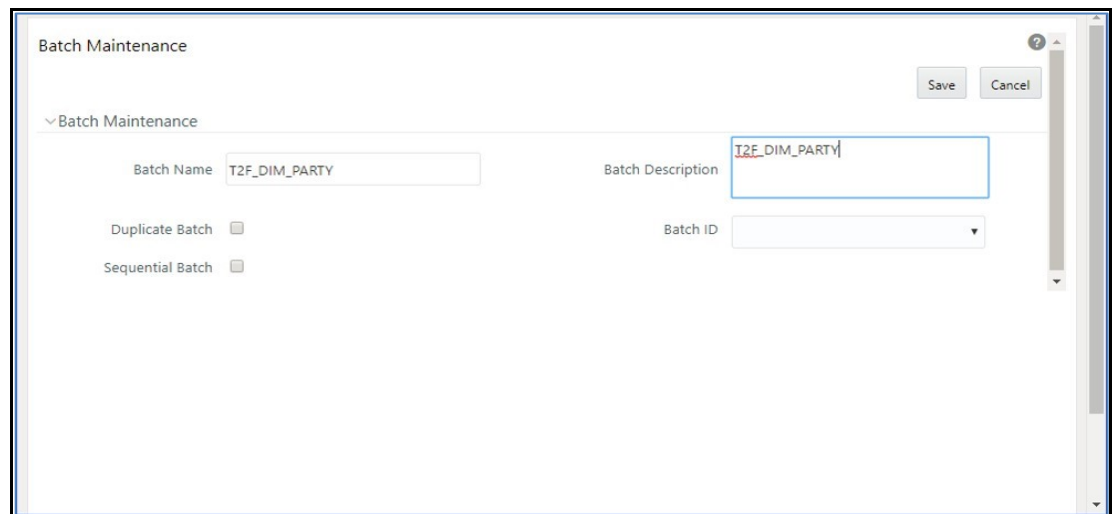 Batch Maintenance
?
Save Cancel
Batch Maintenance
Batch Name T2F_DIM_PARTY Batch Description T2F_DIM_PARTY
Duplicate Batch Batch ID
Sequential Batch